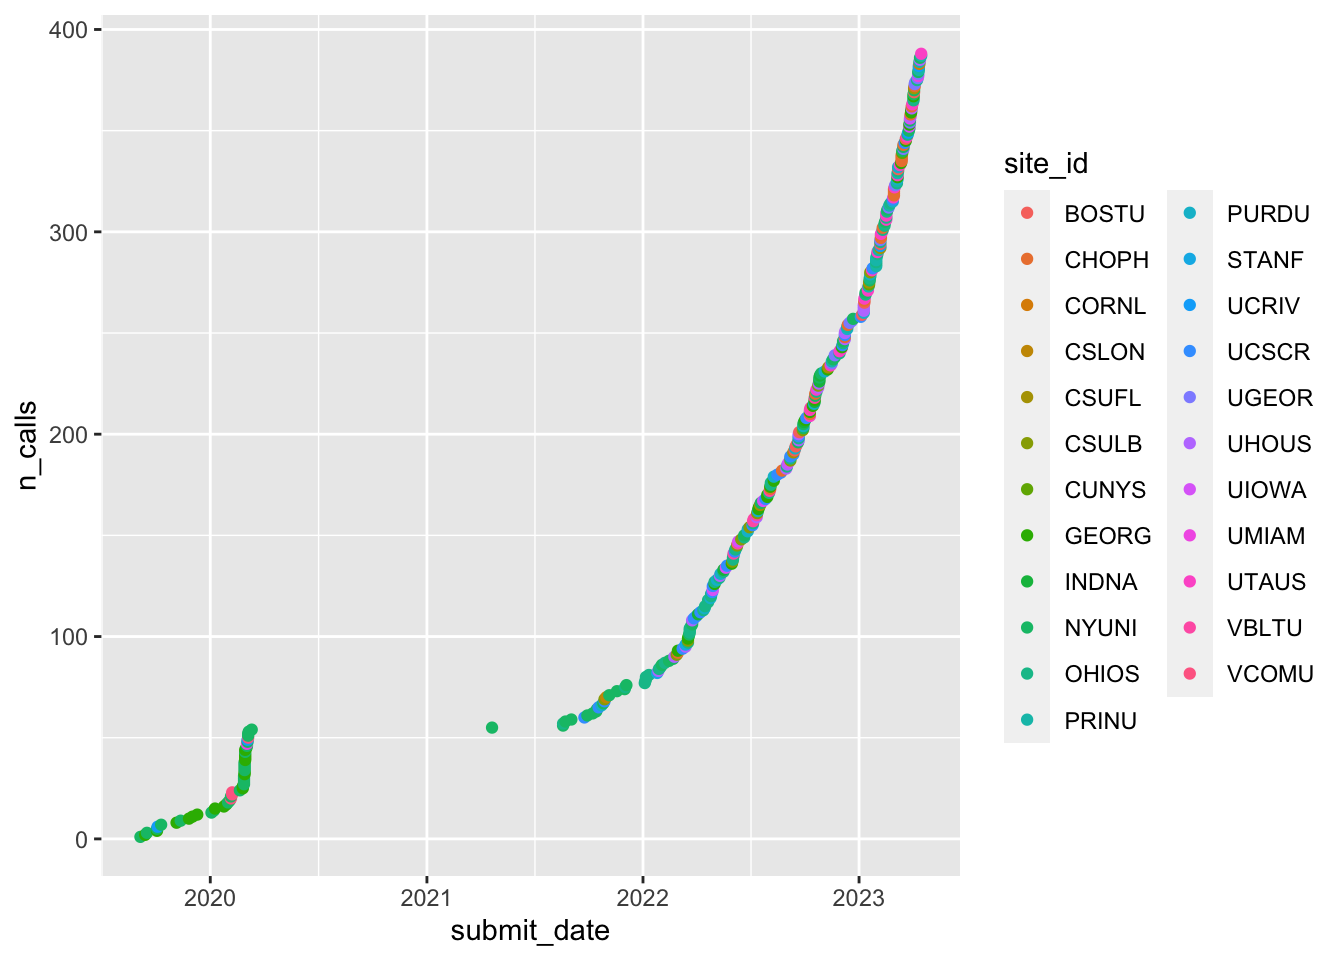 400
300
200
100
0
n_calls
2020 2021 2022 2023
submit_date
site_id
BOSTU PURDU
CHOPH STANF
CORNL UCRIV
CSLON UCSCR
CSUFL UGEOR
CSULB UHOUS
CUNYS UIOWA
GEORG UMIAM
INDNA UTAUS
NYUNI VBLTU
OHIOS VCOMU
PRINU